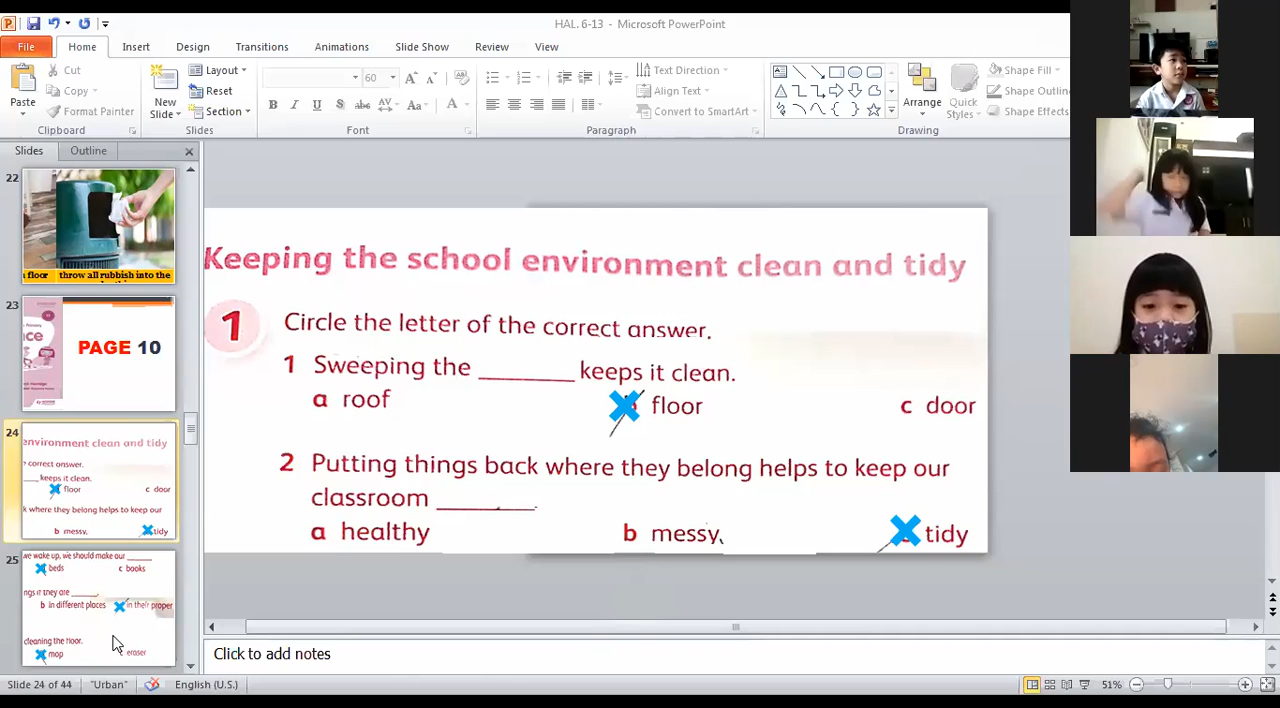 HAL. 6-13 - Microsoft PowerPoint
File Home Insert Design Transitions Animations Slide Show Review View
Paste
Cut
Copy
Format Painter
Clipboard
New
Slide
Layout
Reset
Section
Slides
60
B I U S abc AV Aa A
Font
Text Direction
Align Text
Convert to SmartArt
Paragraph
Arrange
Quick
Styles
Shape Fill
Shape Outline
Shape Effects
Drawing
Slides Outline
22
floor throw all rubbish into the
23
PAGE 10
24
environment clean and tidy
correct answer.
keeps it clean.
floor c door
where they belong helps to keep our
b messy, tidy
25
we wake up, we should make our
beds c books
ngs if they are
b in different places in their proper
cleaning the floor.
mop eraser
Keeping the school environment clean and tidy
1 Circle the letter of the correct answer.
1 Sweeping the ________ keeps it clean.
a roof floor c door
2 Putting things back where they belong helps to keep our
classroom ________.
a healthy b messy, tidy
Click to add notes
Slide 24 of 44 "Urban" English (U.S.) 51%